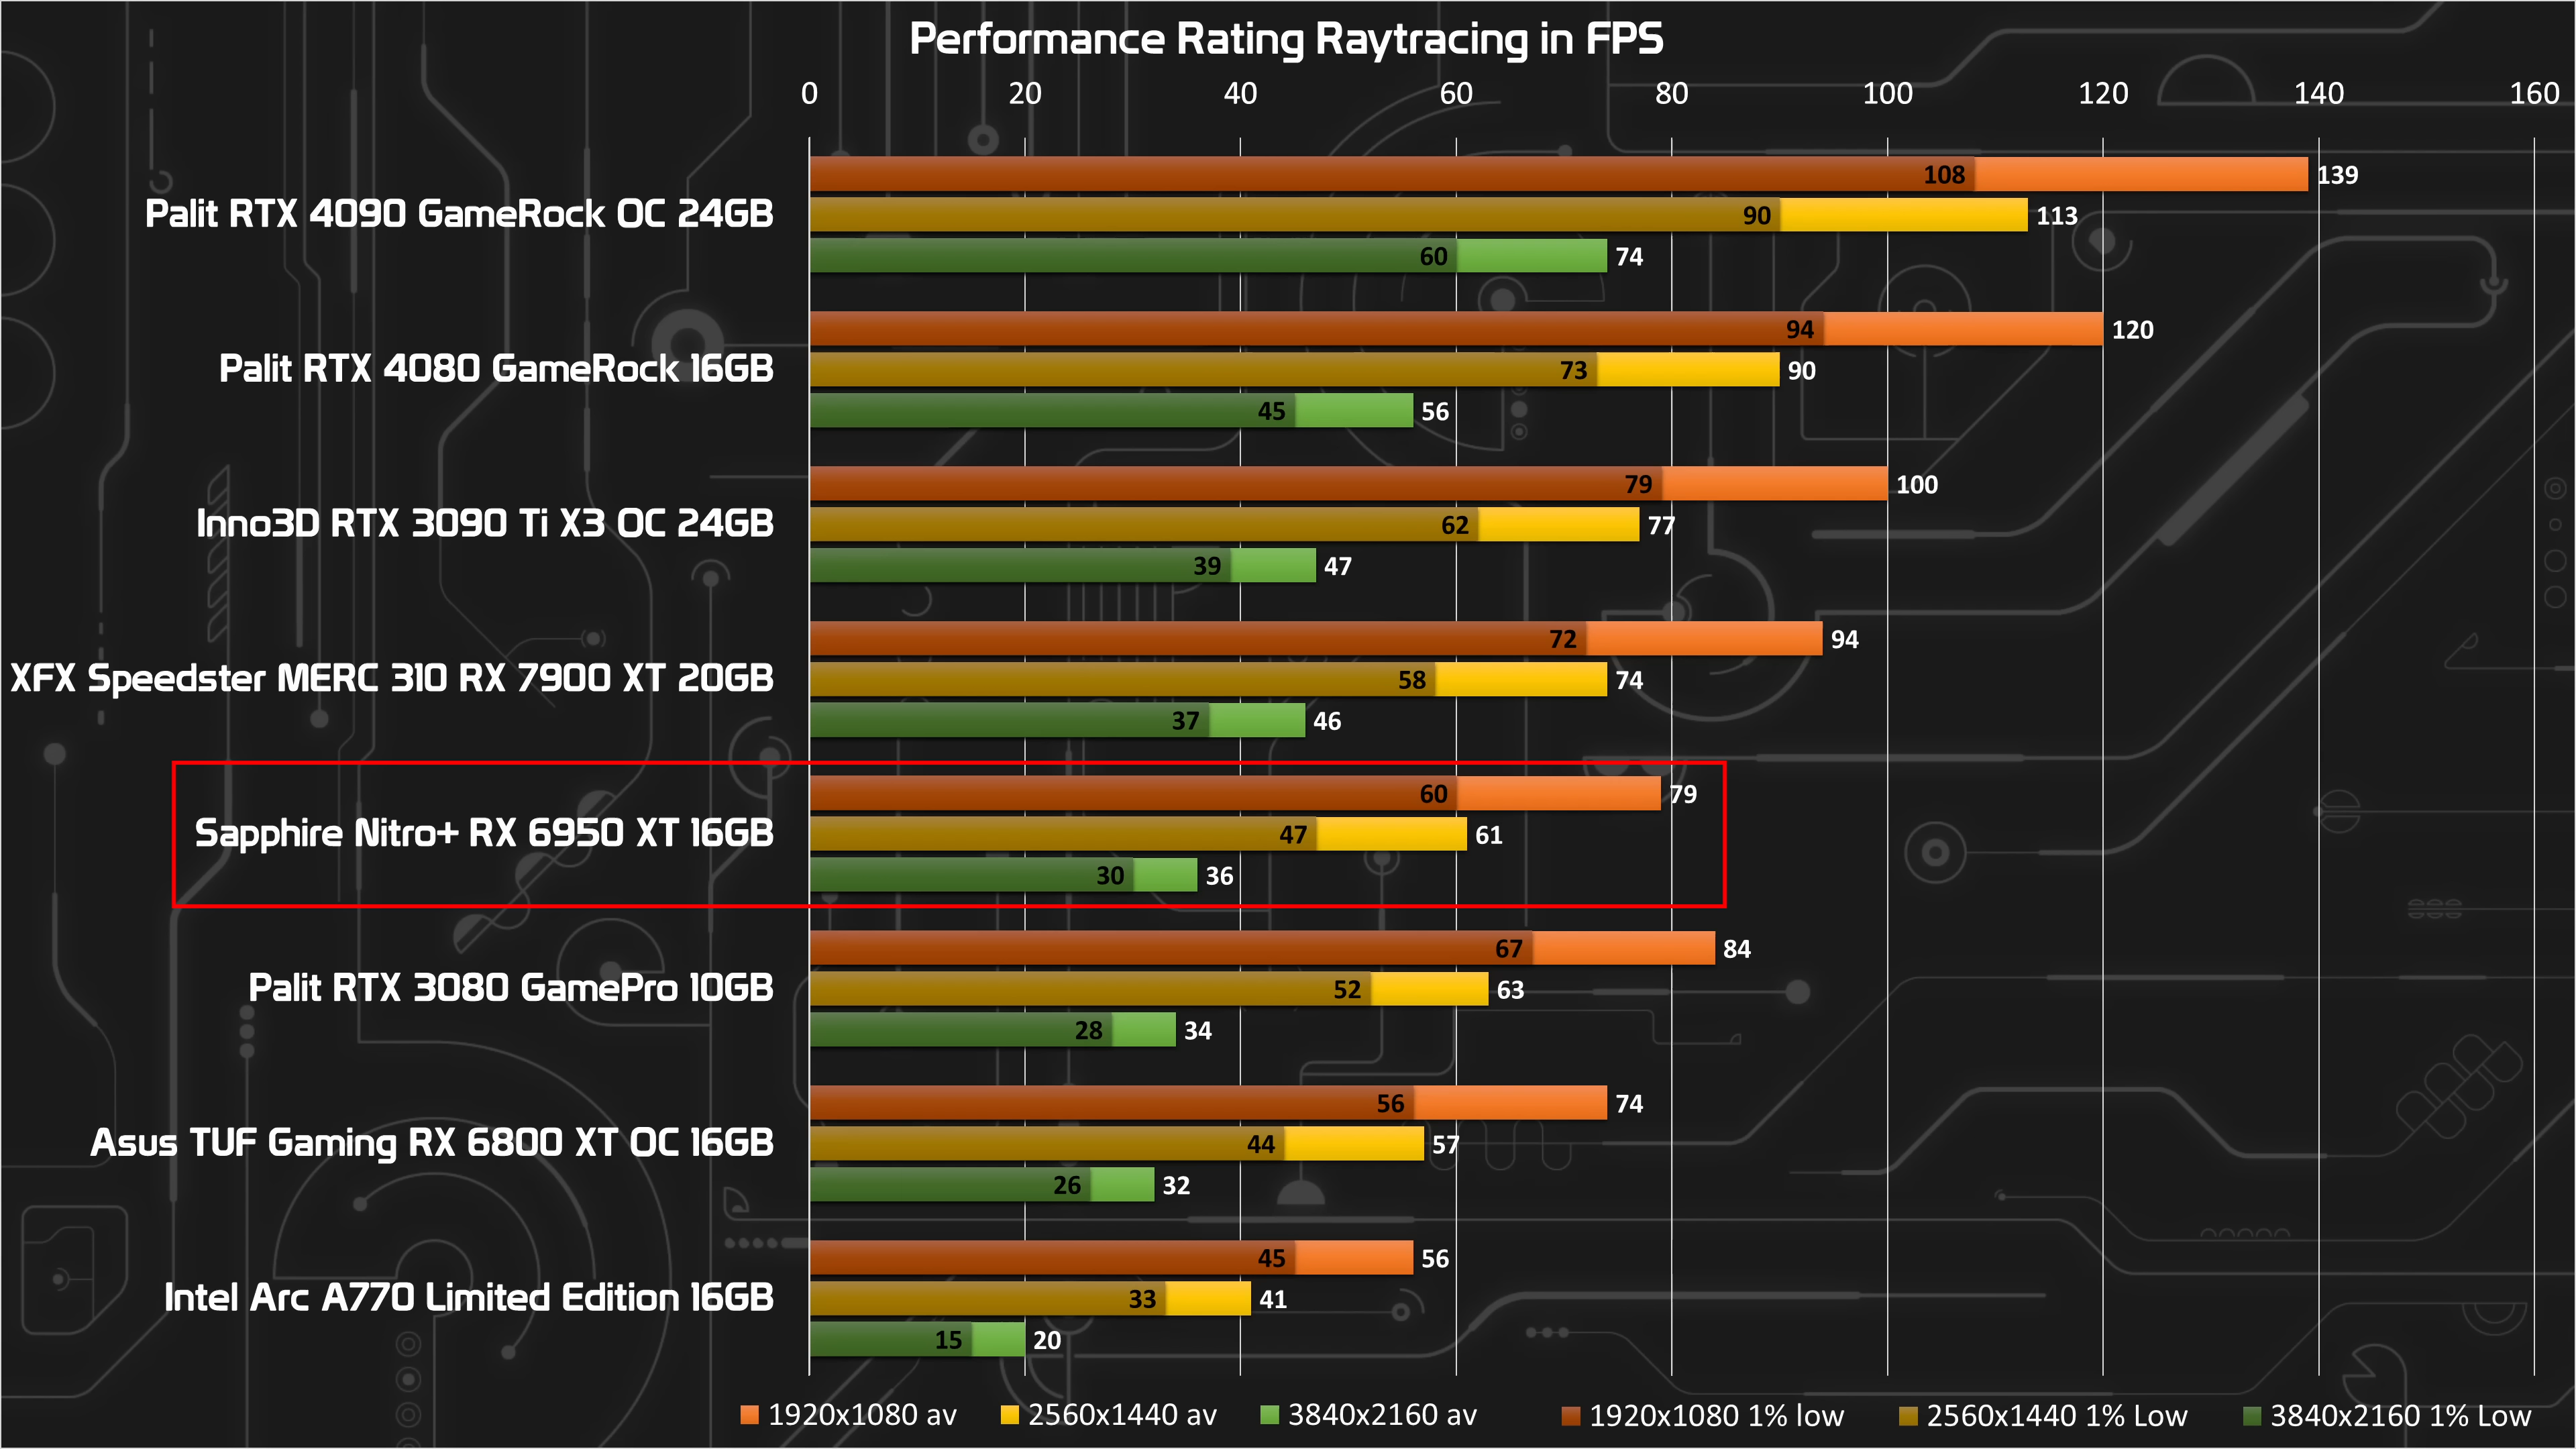 Performance Rating Raytracing in FPS
0 20 40 60 80 100 120 140 160
108 139
Palit RTX 4090 GameRock OC 24GB 90 113
60 74
94 120
Palit RTX 4080 GameRock 16GB 73 90
45 56
79 100
Inno3D RTX 3090 Ti X3 OC 24GB 62 77
39 47
72 94
XFX Speedster MERC 310 RX 7900 XT 20GB 58 74
37 46
60 79
Sapphire Nitro+ RX 6950 XT 16GB 47 61
30 36
67 84
Palit RTX 3080 GamePro 10GB 52 63
28 34
56 74
Asus TUF Gaming RX 6800 XT OC 16GB 44 57
26 32
45 56
Intel Arc A770 Limited Edition 16GB 33 41
15 20
1920x1080 av 2560x1440 av 3840x2160 av 1920x1080 1% low 2560x1440 1% Low 3840x2160 1% Low